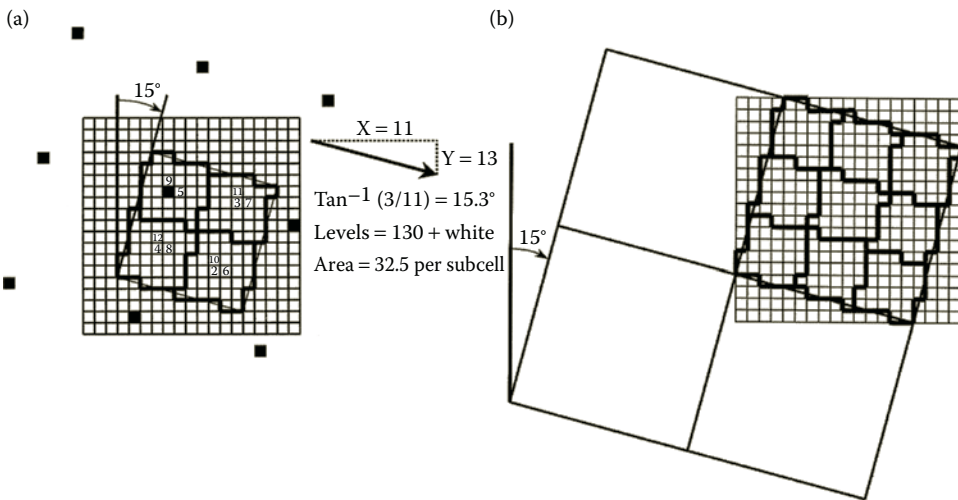 (a)
(b)
15°
X = 11
Y = 13
Tan⁻¹ (3/11) = 15.3°
Levels = 130 + white
Area = 32.5 per subcell
9
5
11
3 7
12
4 8
10
2 6
15°